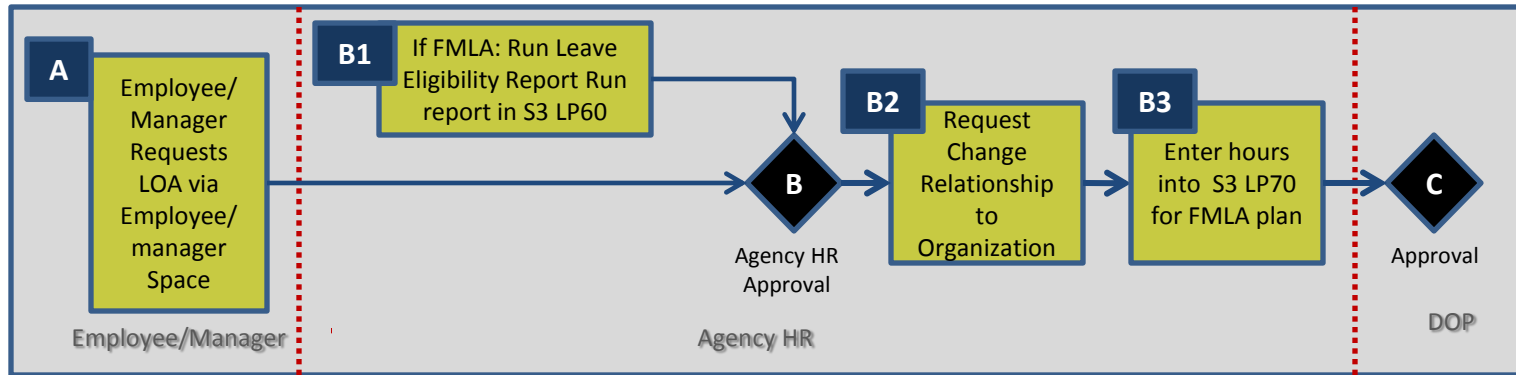 A
Employee/
Manager
Requests
LOA via
Employee/
manager
Space
Employee/Manager
B1
If FMLA: Run Leave
Eligibility Report Run
report in S3 LP60
B
Agency HR
Approval
B2
Request
Change
Relationship
to
Organization
B3
Enter hours
into S3 LP70
for FMLA plan
Agency HR
C
Approval
DOP